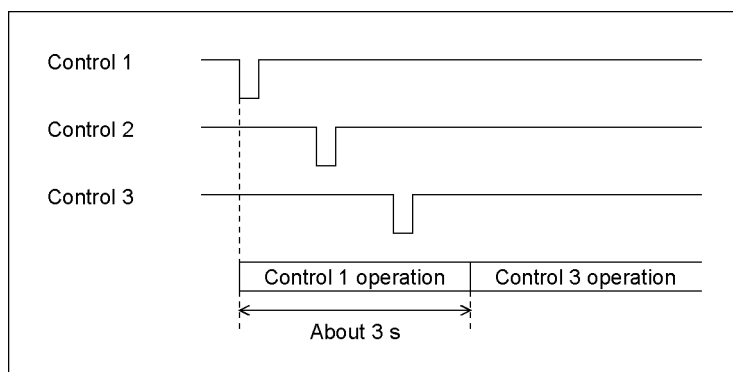 Control 1
Control 2
Control 3
Control 1 operation
Control 3 operation
About 3 s